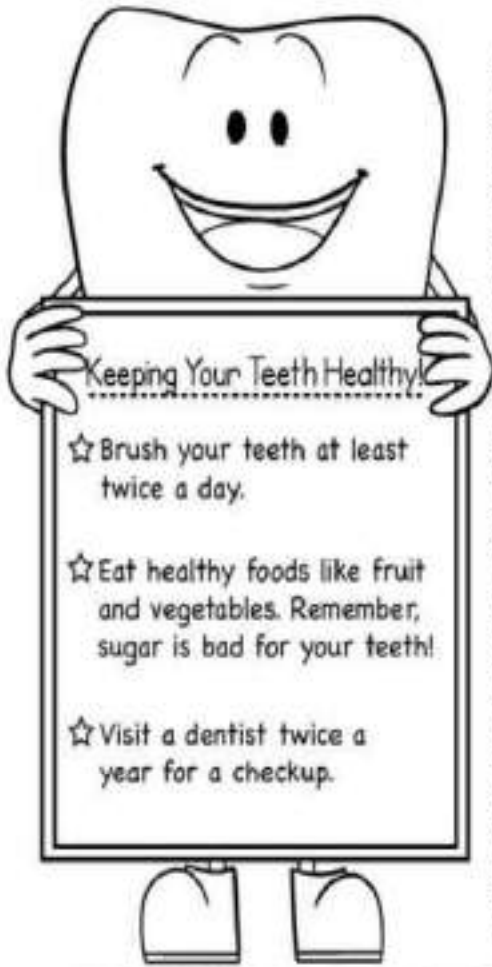 Keeping Your Teeth Healthy!
☆ Brush your teeth at least
twice a day.
☆ Eat healthy foods like fruit
and vegetables. Remember,
sugar is bad for your teeth!
☆ Visit a dentist twice a
year for a checkup.